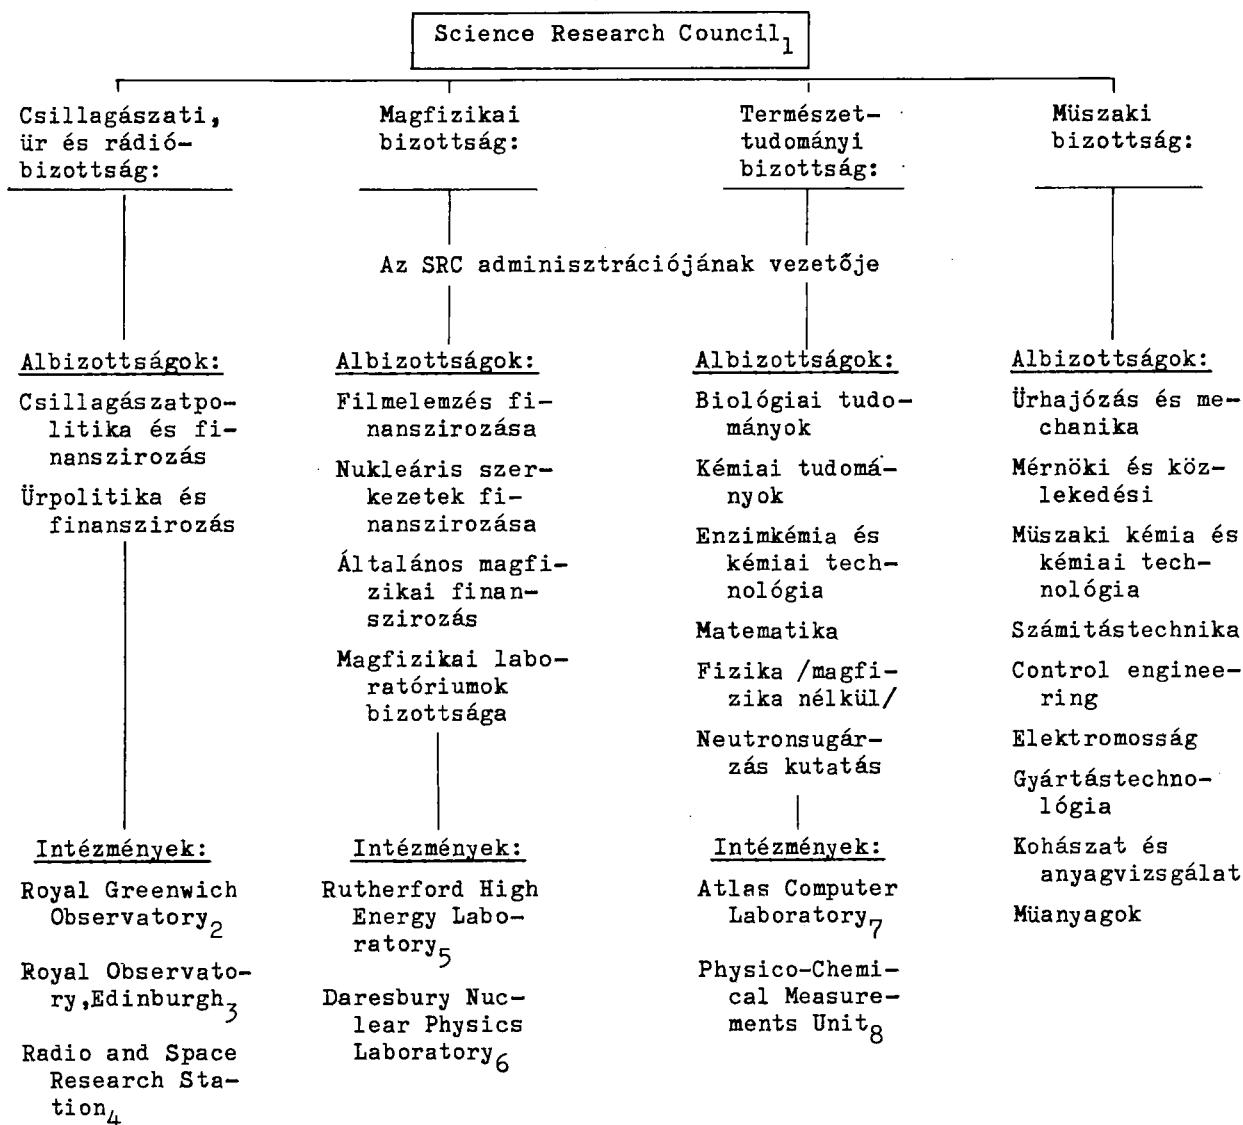 Science Research Council1
Csillagászati,
ür és rádió-
bizottság:
Magfizikai
bizottság:
Természet-
tudományi
bizottság:
Müszaki
bizottság:
Az SRC adminisztrációjának vezetője
Albizottságok:
Csillagászatpo-
litika és fi-
nanszirozás
Ürpolitika és
finanszirozás
Albizottságok:
Filmelemzés fi-
nanszirozása
Nukleáris szer-
kezetek fi-
nanszirozása
Általános magfi-
zikai finan-
szirozás
Magfizikai labo-
ratóriumok
bizottsága
Albizottságok:
Biológiai tudo-
mányok
Kémiai tudomá-
nyok
Enzimkémia és
kémiai tech-
nológia
Matematika
Fizika /magfi-
zika nélkül/
Neutronsugár-
zás kutatás
Albizottságok:
Ürhajózás és me-
chanika
Mérnöki és köz-
lekedési
Müszaki kémia és
kémiai tech-
nológia
Számitástechnika
Control enginee-
ring
Elektromosság
Gyártástechno-
lógia
Kohászat és
anyagvizsgálat
Müanyagok
Intézmények:
Royal Greenwich
Observatory2
Royal Observato-
ry,Edinburgh3
Radio and Space
Research Sta-
tion4
Intézmények:
Rutherford High
Energy Labo-
ratory5
Daresbury Nuc-
lear Physics
Laboratory6
Intézmények:
Atlas Computer
Laboratory7
Physico-Chemi-
cal Measure-
ments Unit8